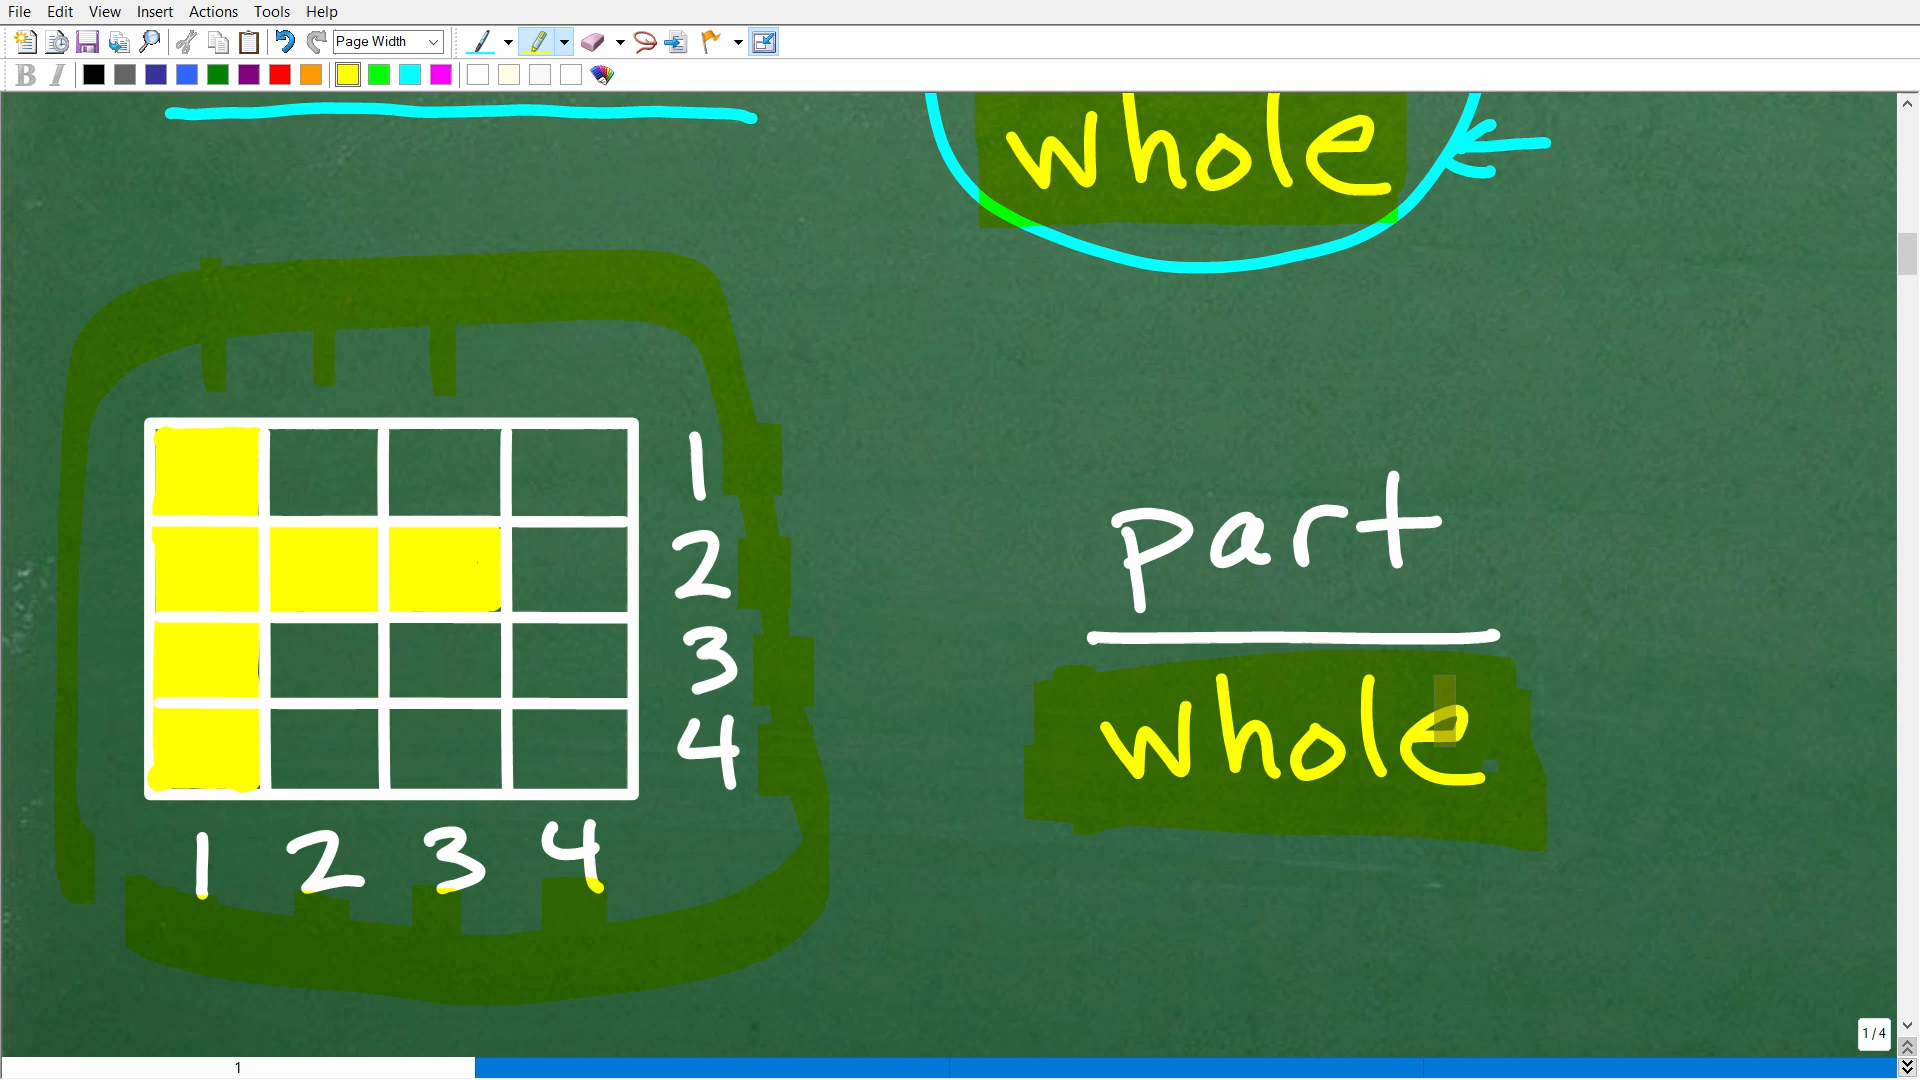 File Edit View Insert Actions Tools Help
Page Width
B I
whole
1
2
3
4
1 2 3 4
part
whole
1 / 4
1